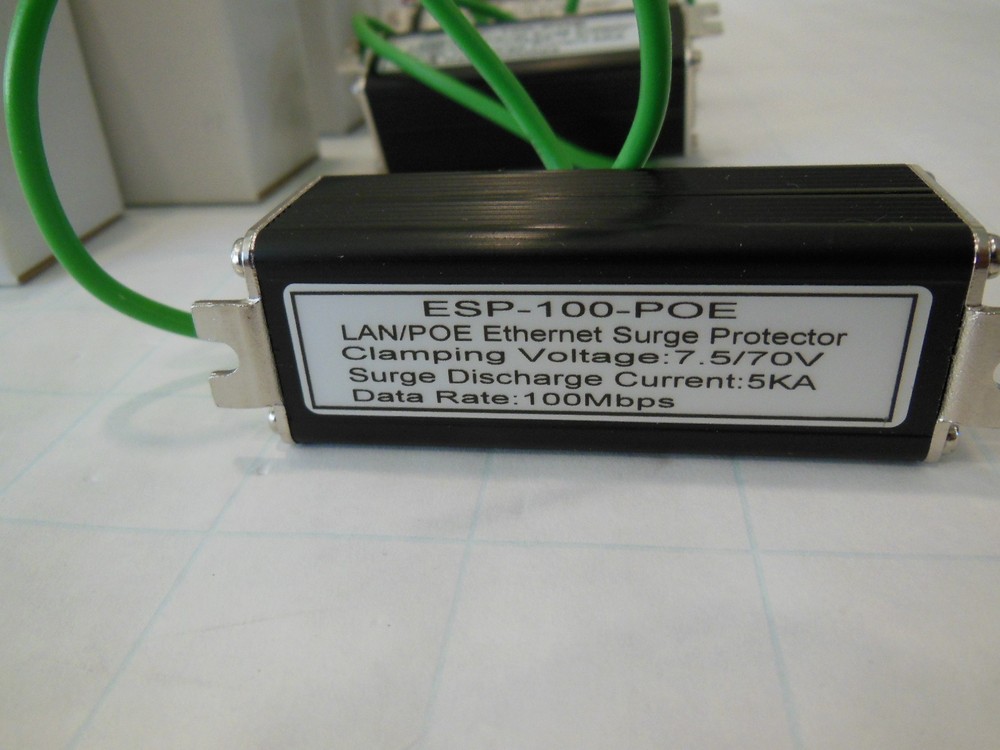 ESP-100-POE
LAN/POE Ethernet Surge Protector
Clamping Voltage:7.5/70V
Surge Discharge Current:5KA
Data Rate:100Mbps